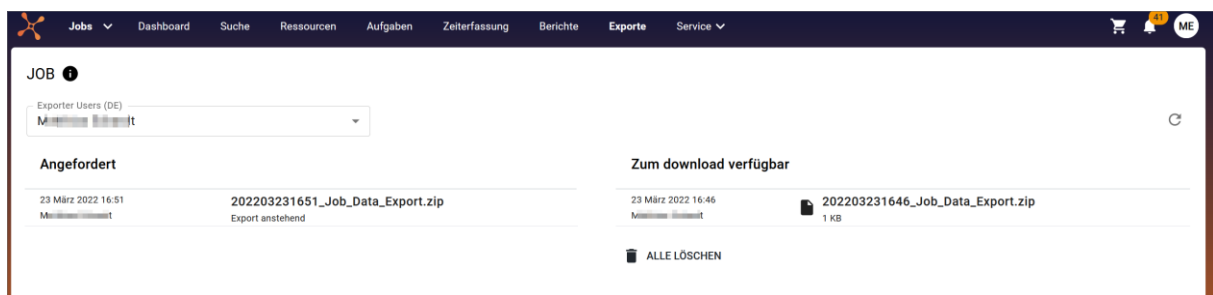 Jobs Dashboard Suche Ressourcen Aufgaben Zeiterfassung Berichte Exporte Service 41 ME
JOB
Exporter Users (DE)
Angefordert
23 März 2022 16:51
202203231651_Job_Data_Export.zip
Export anstehend
Zum download verfügbar
23 März 2022 16:46
202203231646_Job_Data_Export.zip
1 KB
ALLE LÖSCHEN